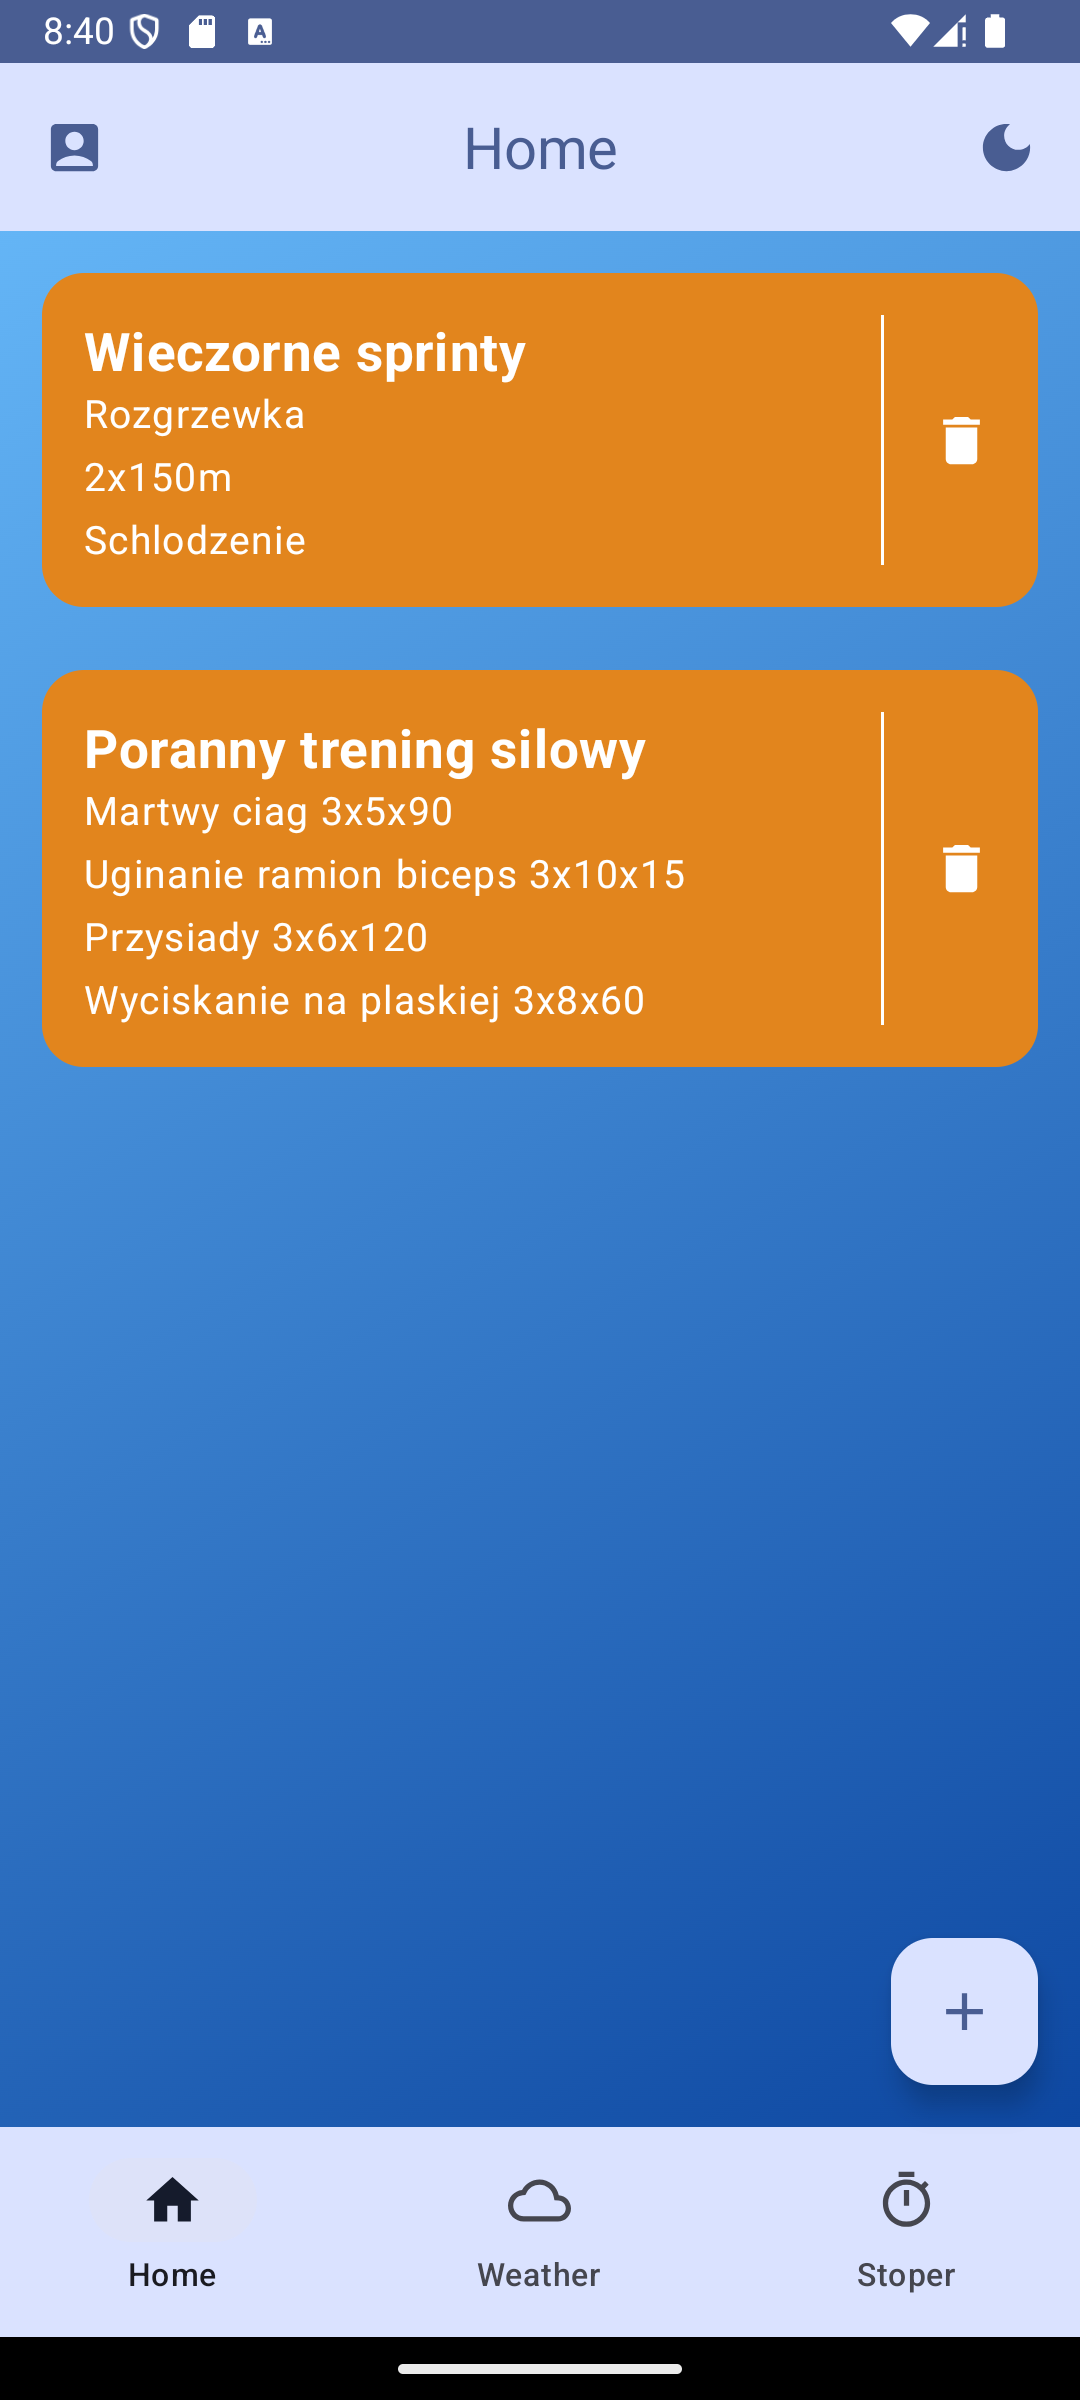 8:40
Home
Wieczorne sprinty
Rozgrzewka
2x150m
Schlodzenie
Poranny trening silowy
Martwy ciag 3x5x90
Uginanie ramion biceps 3x10x15
Przysiady 3x6x120
Wyciskanie na plaskiej 3x8x60
Home
Weather
Stoper